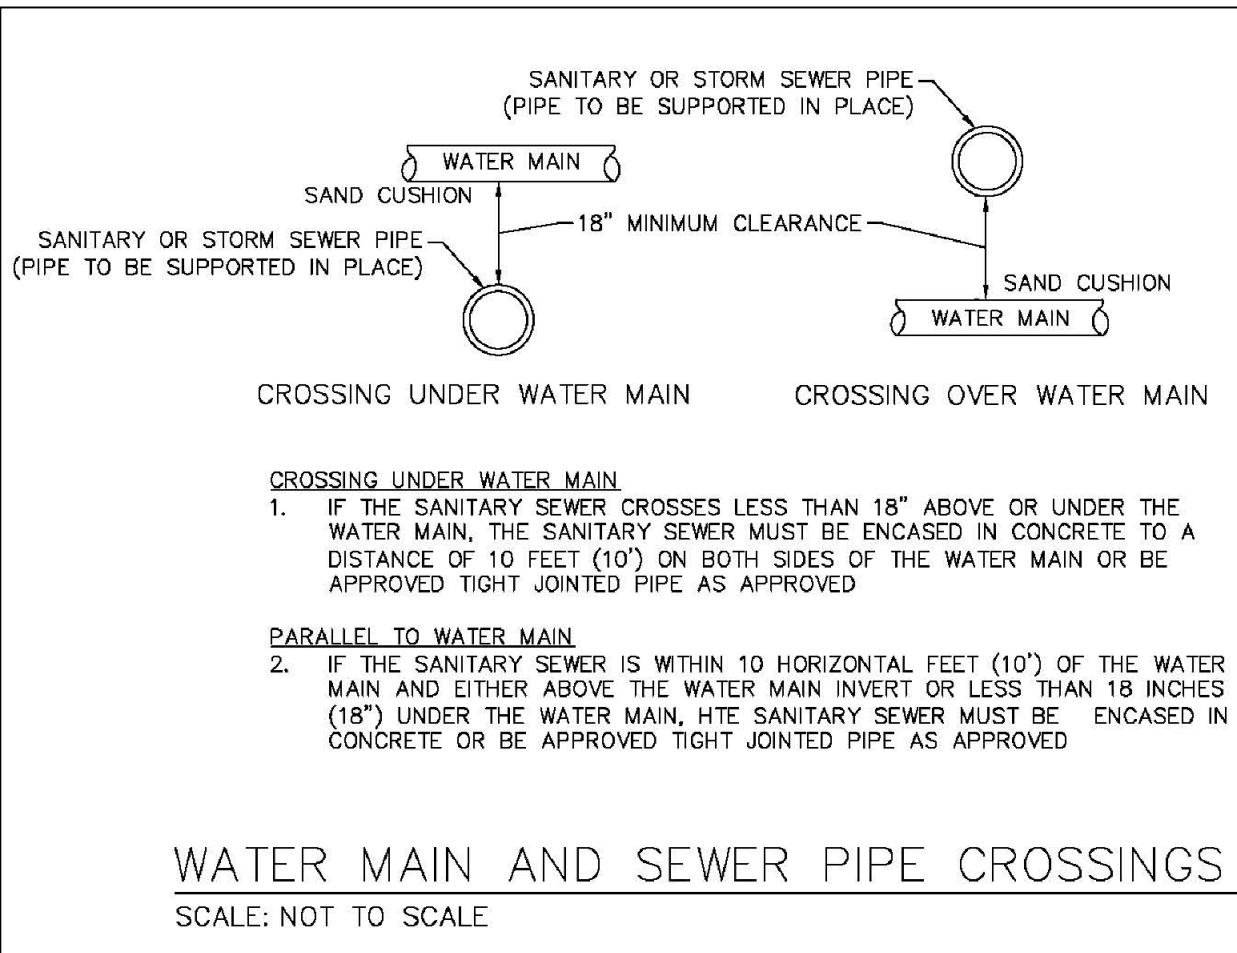 SANITARY OR STORM SEWER PIPE
(PIPE TO BE SUPPORTED IN PLACE)
WATER MAIN
SAND CUSHION
18" MINIMUM CLEARANCE
SANITARY OR STORM SEWER PIPE
(PIPE TO BE SUPPORTED IN PLACE)
SAND CUSHION
WATER MAIN
CROSSING UNDER WATER MAIN
CROSSING OVER WATER MAIN
CROSSING UNDER WATER MAIN
1. IF THE SANITARY SEWER CROSSES LESS THAN 18" ABOVE OR UNDER THE
WATER MAIN, THE SANITARY SEWER MUST BE ENCASED IN CONCRETE TO A
DISTANCE OF 10 FEET (10') ON BOTH SIDES OF THE WATER MAIN OR BE
APPROVED TIGHT JOINTED PIPE AS APPROVED
PARALLEL TO WATER MAIN
2. IF THE SANITARY SEWER IS WITHIN 10 HORIZONTAL FEET (10') OF THE WATER
MAIN AND EITHER ABOVE THE WATER MAIN INVERT OR LESS THAN 18 INCHES
(18") UNDER THE WATER MAIN, HTE SANITARY SEWER MUST BE ENCASED IN
CONCRETE OR BE APPROVED TIGHT JOINTED PIPE AS APPROVED
WATER MAIN AND SEWER PIPE CROSSINGS
SCALE: NOT TO SCALE